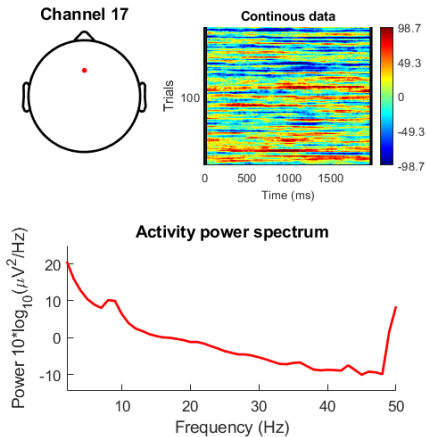 Channel 17
Continous data
Trials
100
0
500
1000
1500
Time (ms)
98.7
49.3
0
-49.3
-98.7
Activity power spectrum
Power 10*log10(μV2/Hz)
20
10
0
-10
10
20
30
40
50
Frequency (Hz)